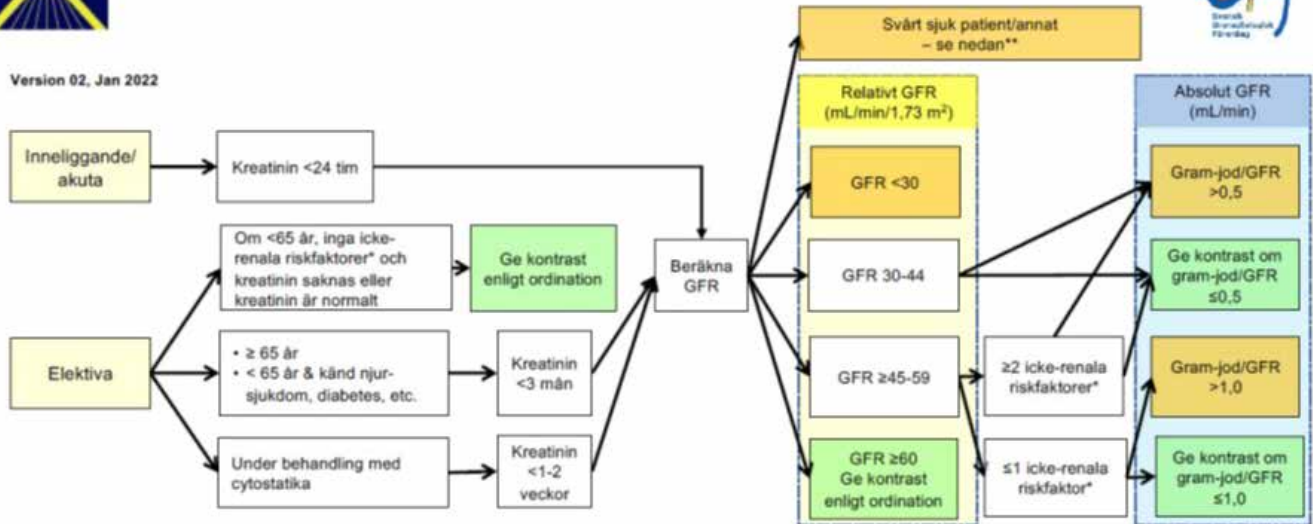 Version 02, Jan 2022
Svårt sjuk patient/annat
– se nedan**
Svensk
Uroradiologisk
Förening
Inneliggande/
akuta
Kreatinin <24 tim
Elektiva
Om <65 år, inga icke-
renala riskfaktorer* och
kreatinin saknas eller
kreatinin är normalt
Ge kontrast
enligt ordination
• ≥ 65 år
• < 65 år & känd njur-
sjukdom, diabetes, etc.
Kreatinin
<3 mån
Under behandling med
cytostatika
Kreatinin
<1-2
veckor
Beräkna
GFR
Relativt GFR
(mL/min/1,73 m²)
GFR <30
GFR 30-44
GFR ≥45-59
GFR ≥60
Ge kontrast
enligt ordination
≥2 icke-renala
riskfaktorer*
≤1 icke-renala
riskfaktor*
Absolut GFR
(mL/min)
Gram-jod/GFR
>0,5
Ge kontrast om
gram-jod/GFR
≤0,5
Gram-jod/GFR
>1,0
Ge kontrast om
gram-jod/GFR
≤1,0